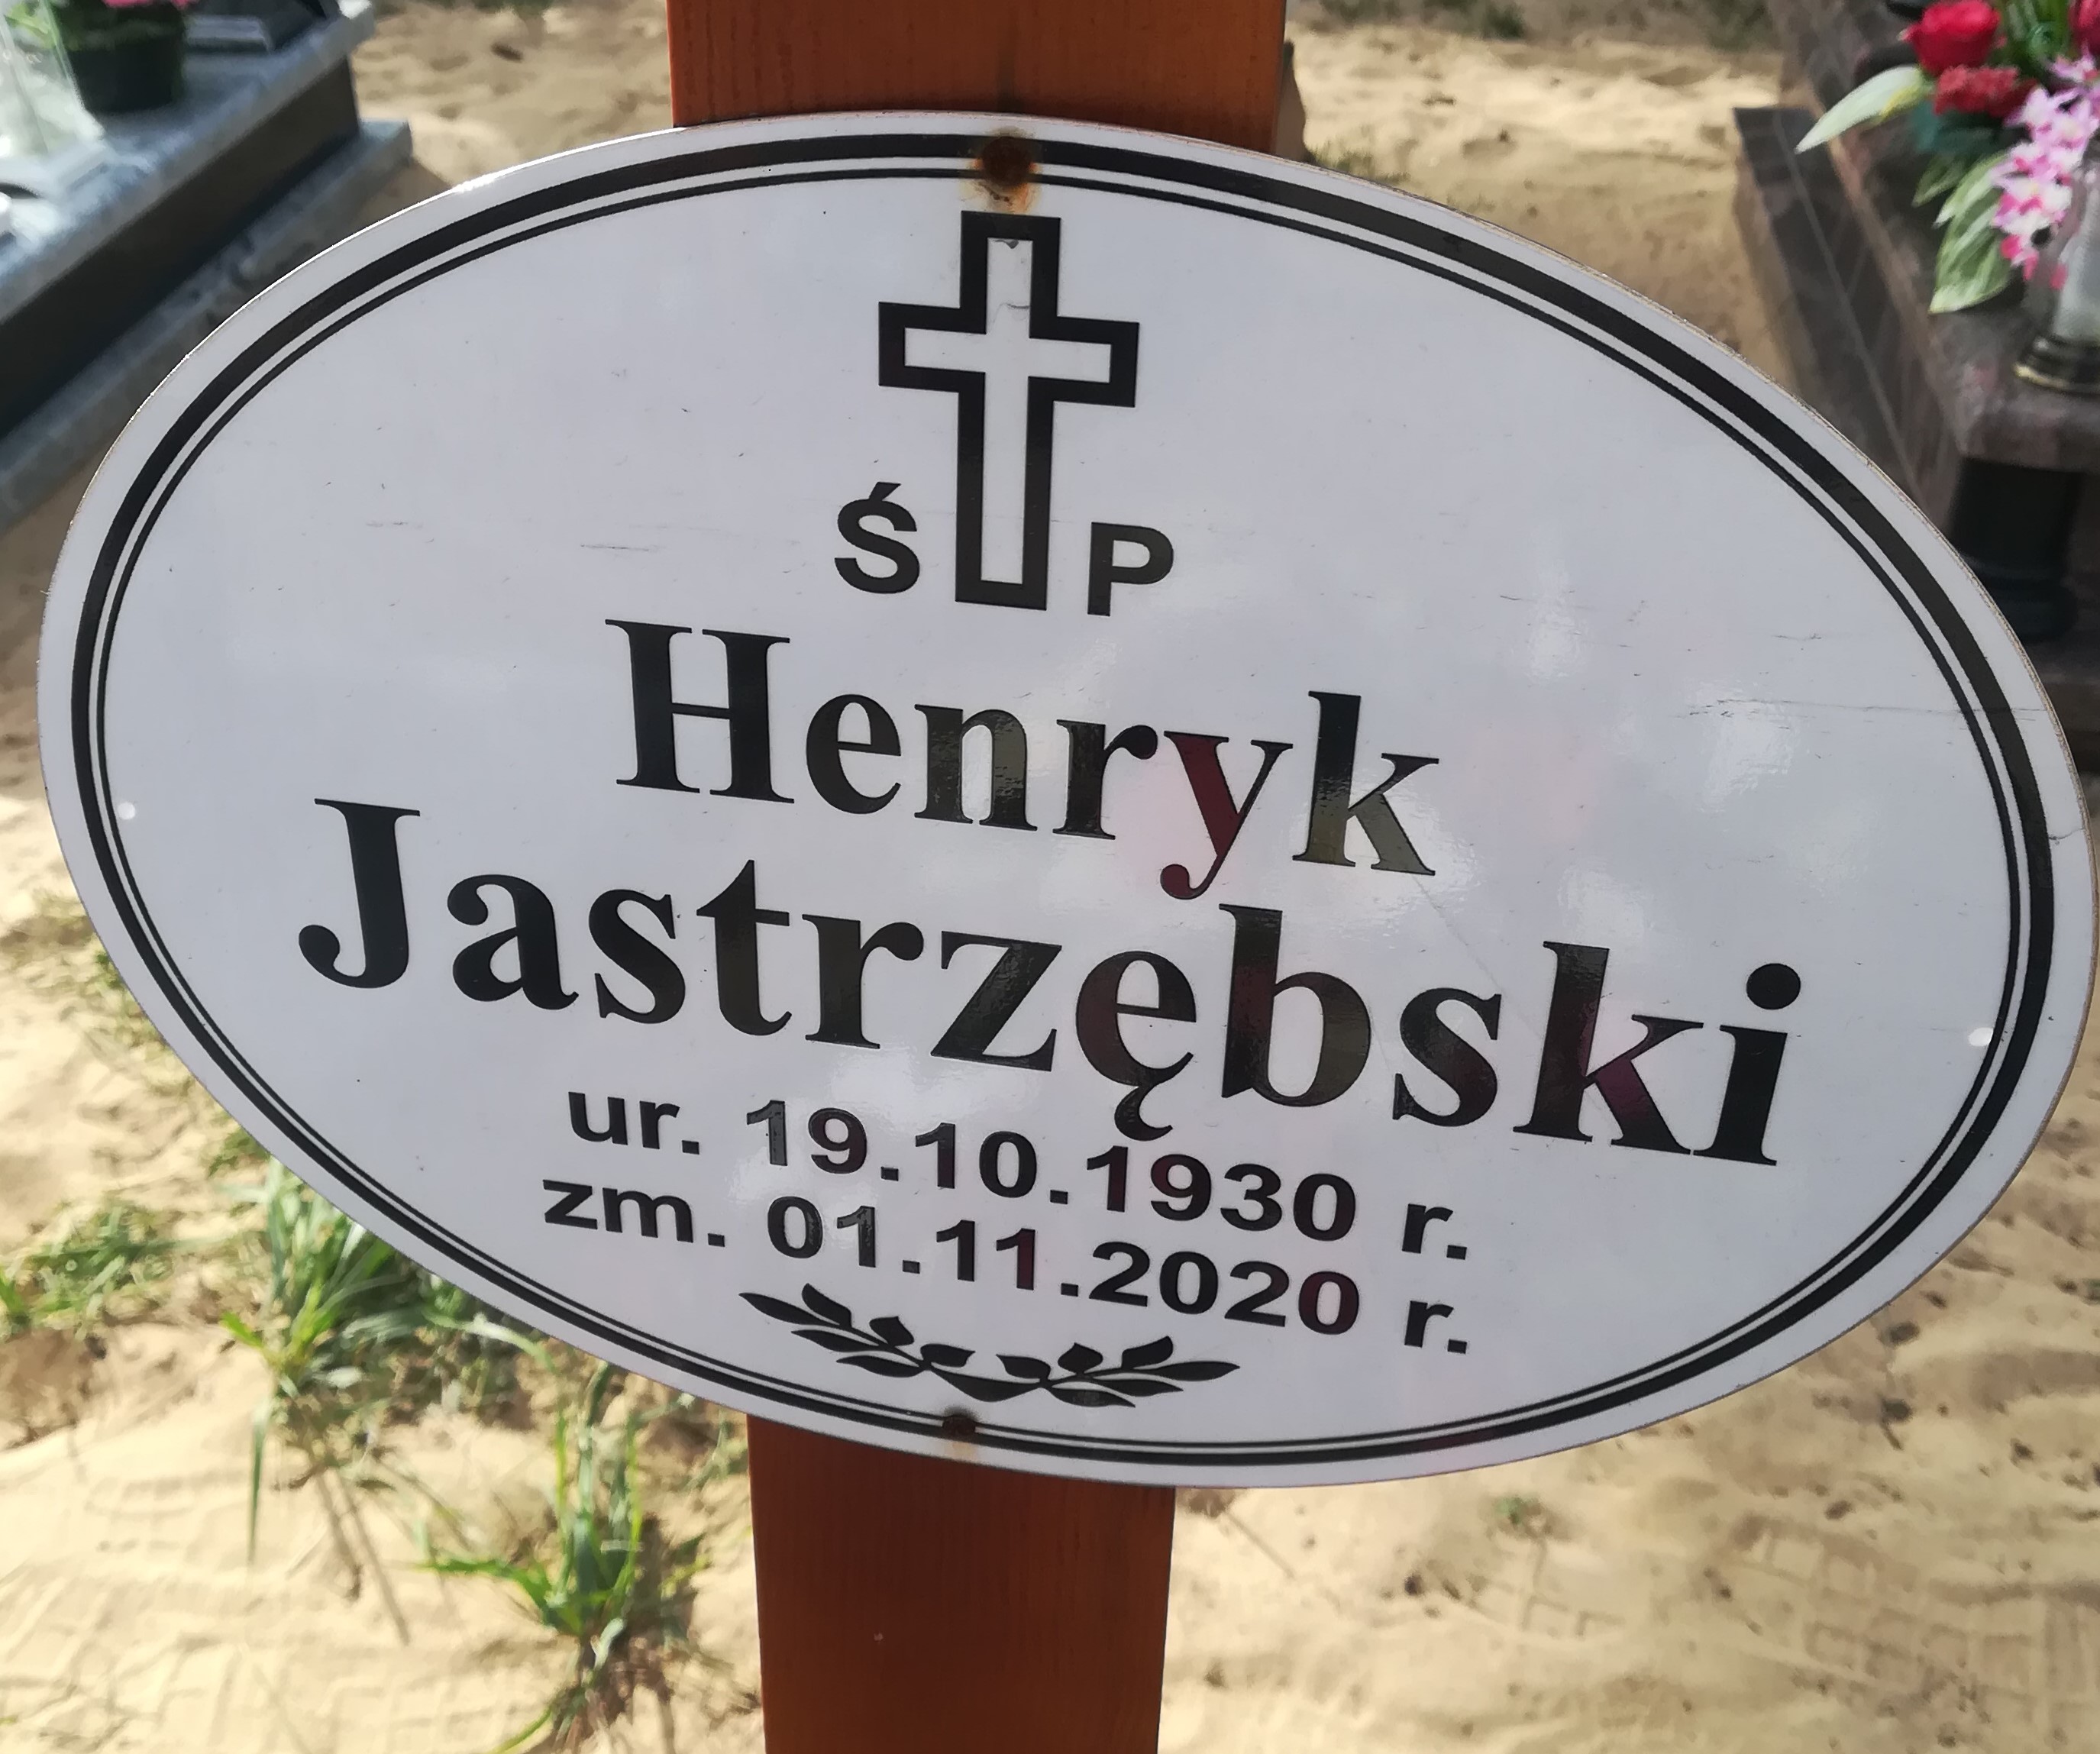 Ś P
Henryk
Jastrzębski
ur. 19.10.1930 r.
zm. 01.11.2020 r.